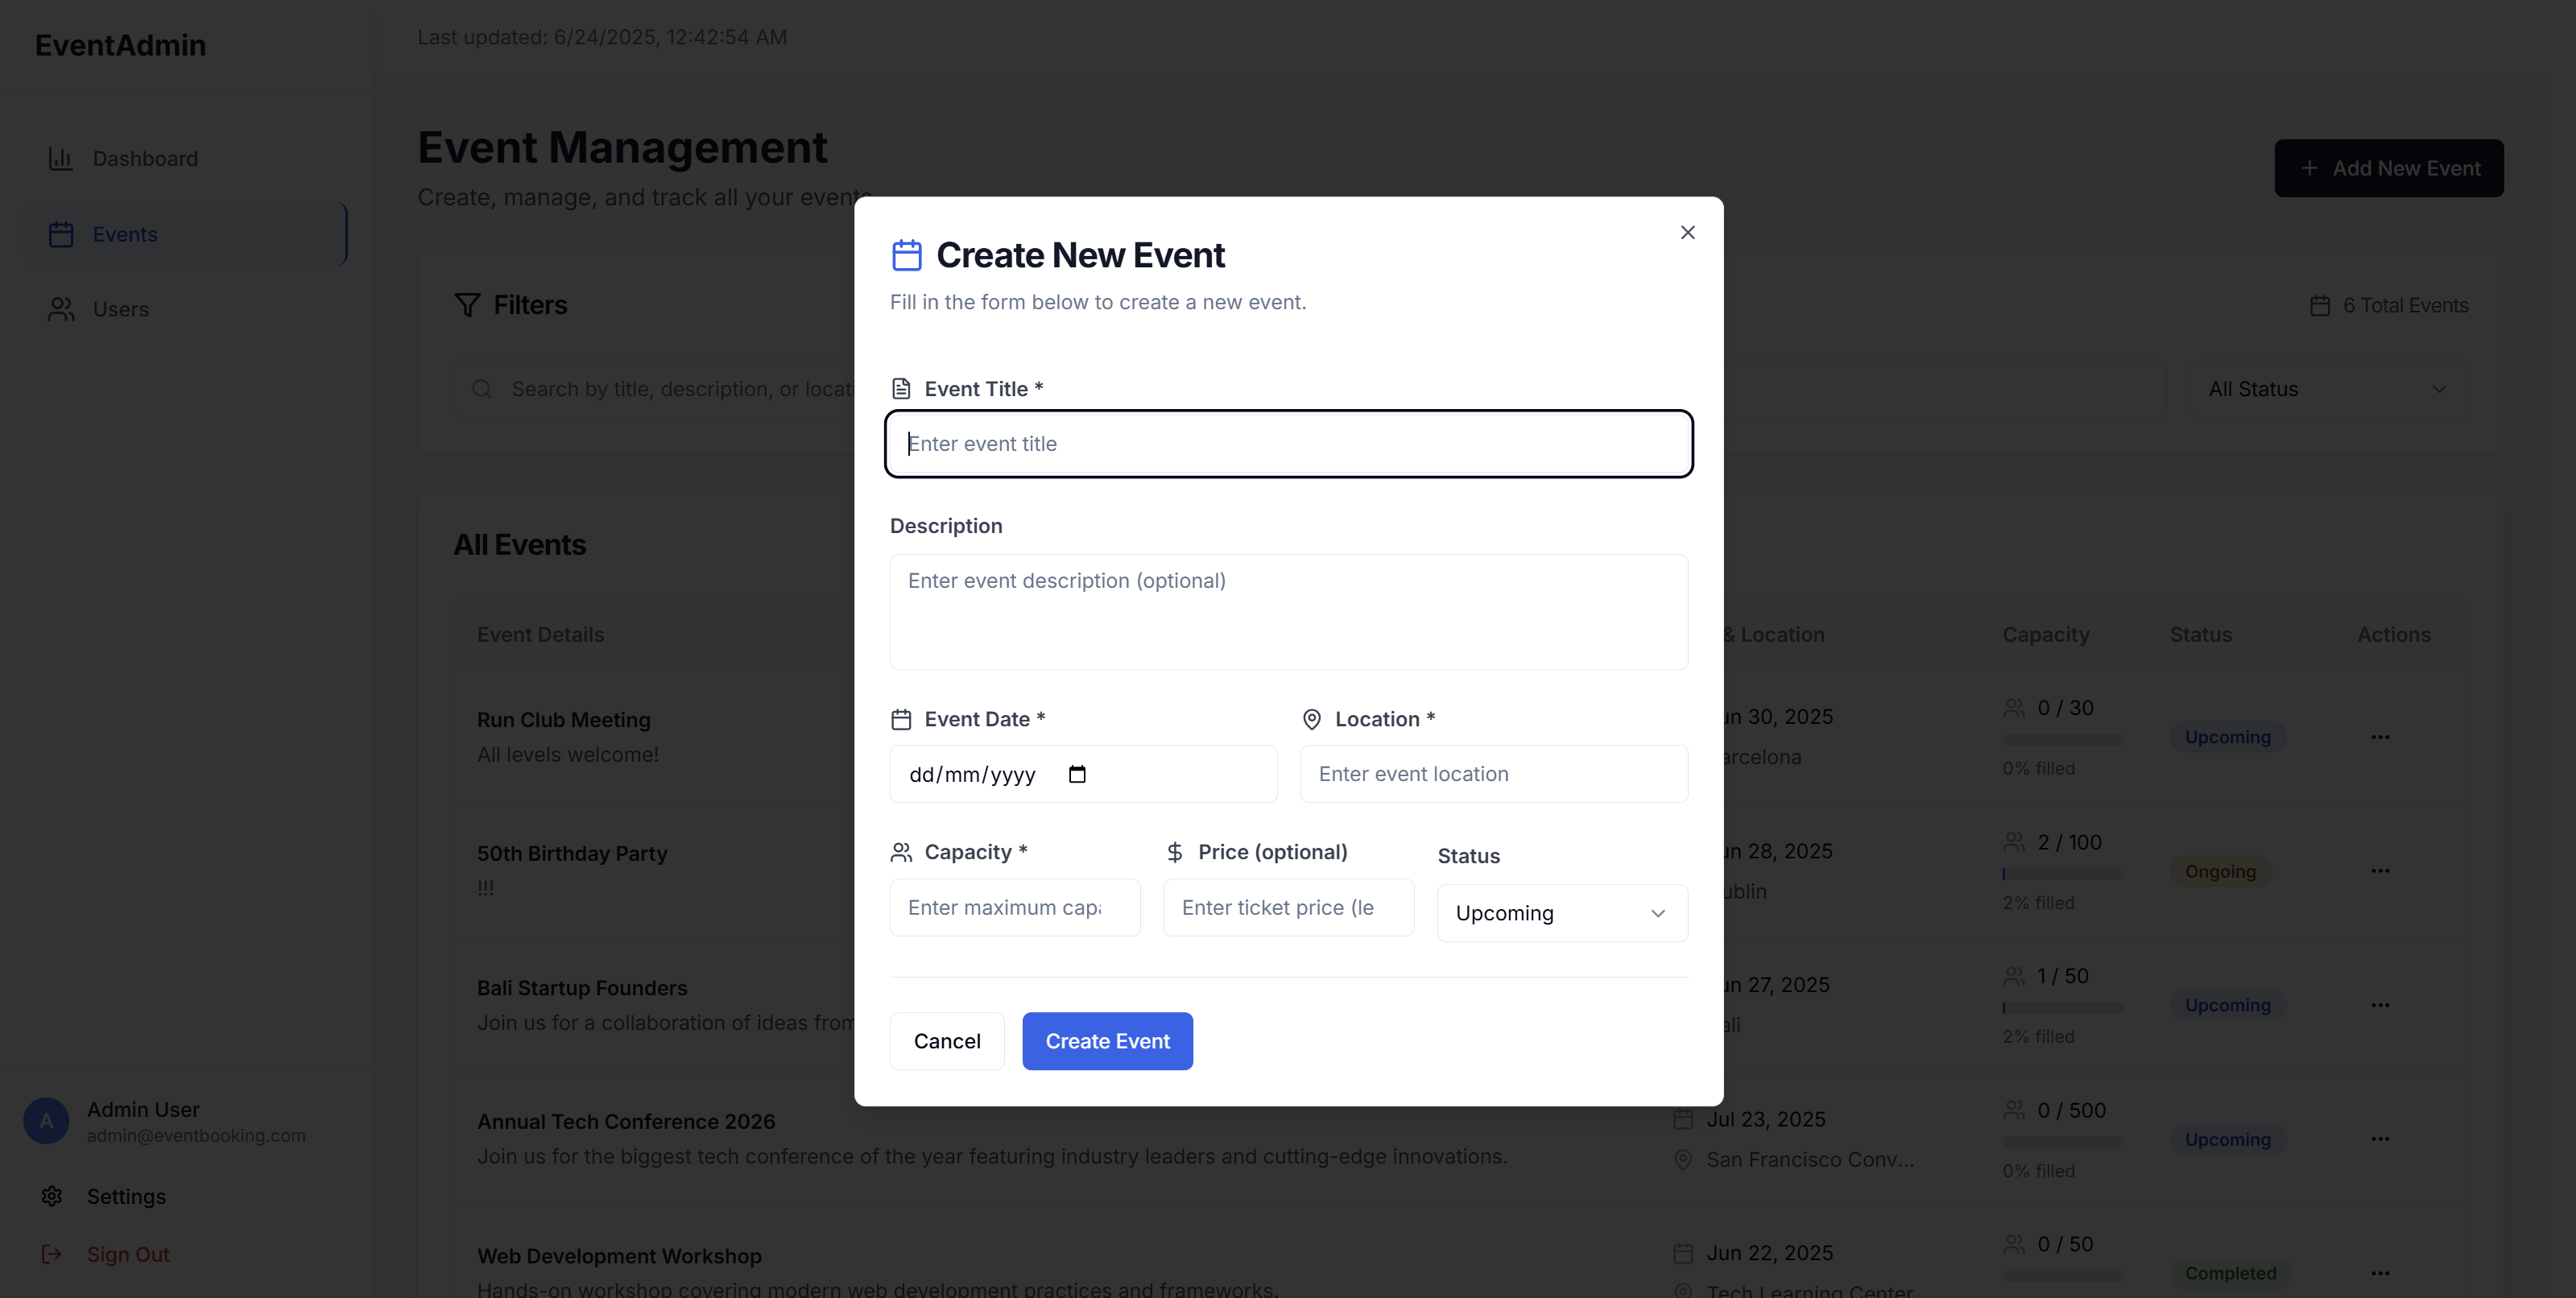 EventAdmin
Dashboard
Events
Users
Admin User
A
admin@eventbooking.com
Settings
Sign Out
Last updated: 6/24/2025, 12:42:54 AM
Event Management
Create, manage, and track all your events
Add New Event
Filters
6 Total Events
Search by title, description, or locati
All Status
All Events
Event Details
& Location
Capacity
Status
Actions
Run Club Meeting
All levels welcome!
un 30, 2025
arcelona
0 / 30
0% filled
Upcoming
50th Birthday Party
!!!
un 28, 2025
ublin
2 / 100
2% filled
Ongoing
Bali Startup Founders
Join us for a collaboration of ideas from
un 27, 2025
ali
1 / 50
2% filled
Upcoming
Annual Tech Conference 2026
Join us for the biggest tech conference of the year featuring industry leaders and cutting-edge innovations.
Jul 23, 2025
San Francisco Conv...
0 / 500
0% filled
Upcoming
Web Development Workshop
Hands-on workshop covering modern web development practices and frameworks.
Jun 22, 2025
Tech Learning Center
0 / 50
Completed
Create New Event
Fill in the form below to create a new event.
Event Title *
Enter event title
Description
Enter event description (optional)
Event Date *
Location *
dd/mm/yyyy
Enter event location
Capacity *
Price (optional)
Status
Enter maximum capa
Enter ticket price (le
Upcoming
Cancel
Create Event